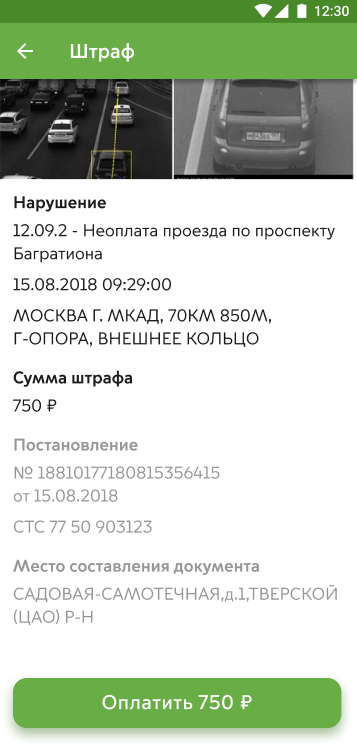 12:30
Штраф
Нарушение
12.09.2 - Неоплата проезда по проспекту
Багратиона
15.08.2018 09:29:00
МОСКВА Г. МКАД, 70КМ 850М,
Г-ОПОРА, ВНЕШНЕЕ КОЛЬЦО
Сумма штрафа
750 ₽
Постановление
№ 18810177180815356415
от 15.08.2018
СТС 77 50 903123
Место составления документа
САДОВАЯ-САМОТЕЧНАЯ,д.1,ТВЕРСКОЙ
(ЦАО) Р-Н
Оплатить 750 ₽